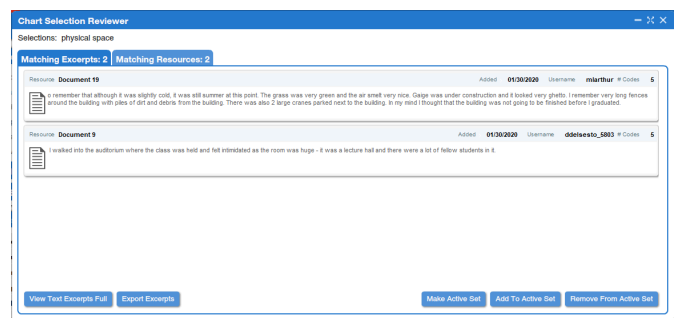 Chart Selection Reviewer
Selections: physical space
Matching Excerpts: 2 Matching Resources: 2
Resource Document 19 Added 01/30/2020 Username mlarthur # Codes 5
o remember that although it was slightly cold, it was still summer at this point. The grass was very green and the air smelt very nice. Gaige was under construction and it looked very ghetto. I remember very long fences
around the building with piles of dirt and debris from the building. There was also 2 large cranes parked next to the building. In my mind I thought that the building was not going to be finished before I graduated.
Resource Document 9 Added 01/30/2020 Username ddelsesto_5803 # Codes 5
I walked into the auditorium where the class was held and felt intimidated as the room was huge - it was a lecture hall and there were a lot of fellow students in it.
View Text Excerpts Full Export Excerpts Make Active Set Add To Active Set Remove From Active Set